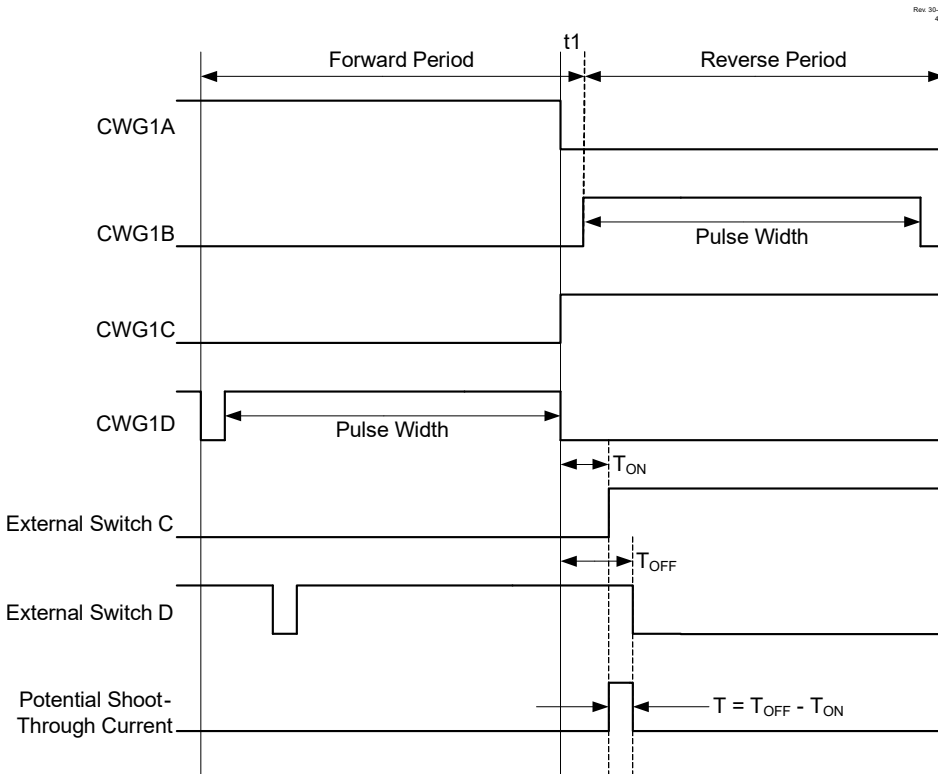 Rev. 30-
4
t1
Forward Period
Reverse Period
CWG1A
CWG1B
Pulse Width
CWG1C
CWG1D
Pulse Width
TON
External Switch C
TOFF
External Switch D
Potential Shoot-
Through Current
T = TOFF - TON